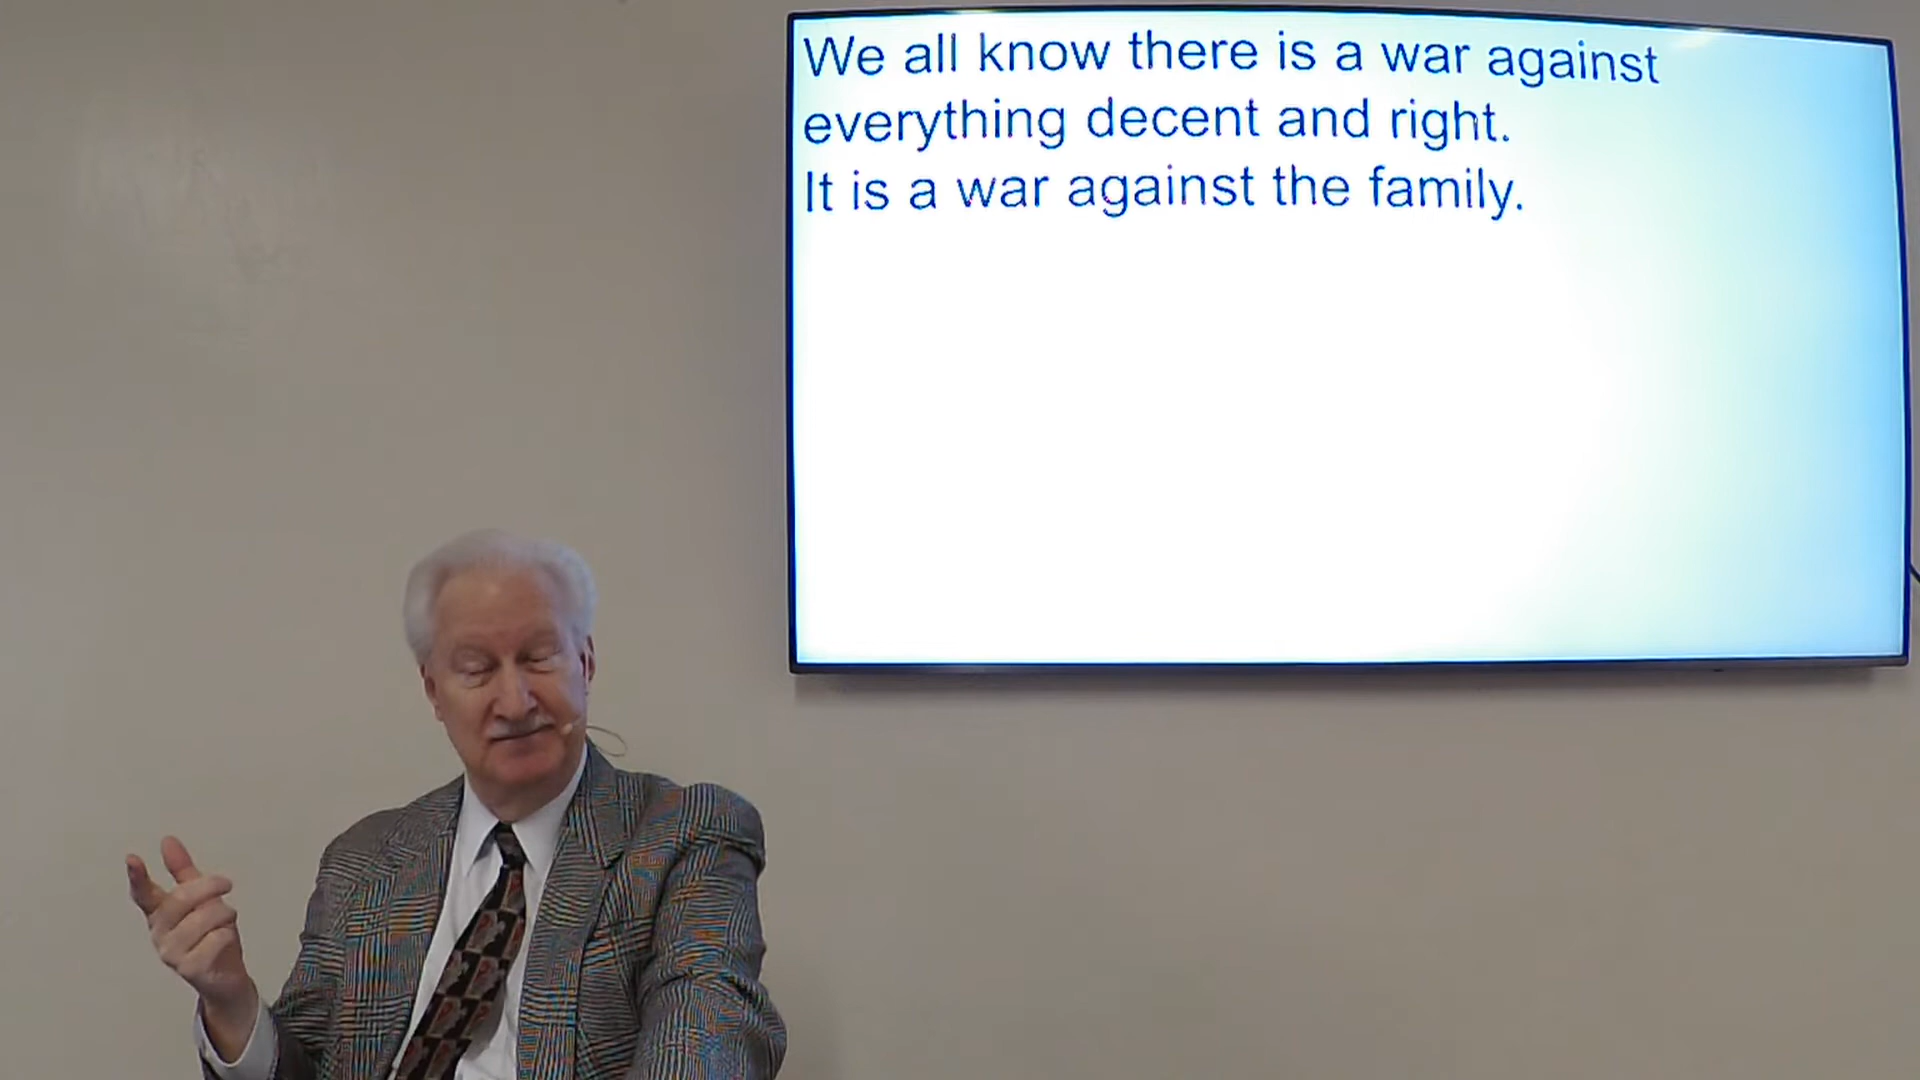 We all know there is a war against
everything decent and right.
It is a war against the family.